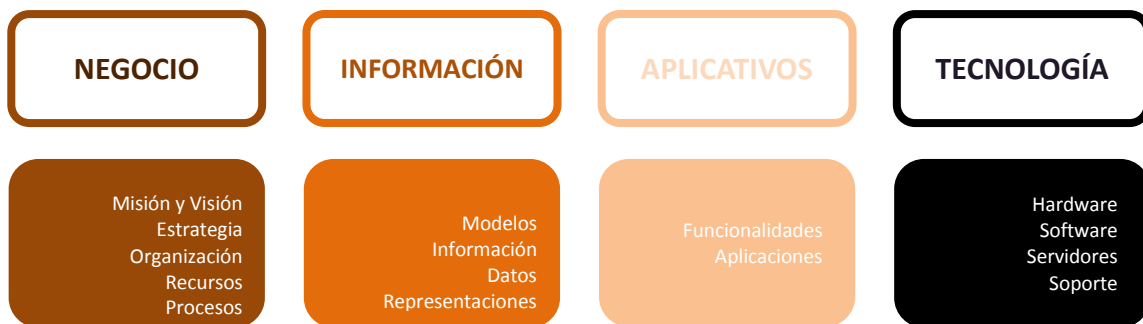 NEGOCIO
INFORMACIÓN
APLICATIVOS
TECNOLOGÍA
Misión y Visión
Estrategia
Organización
Recursos
Procesos
Modelos
Información
Datos
Representaciones
Funcionalidades
Aplicaciones
Hardware
Software
Servidores
Soporte